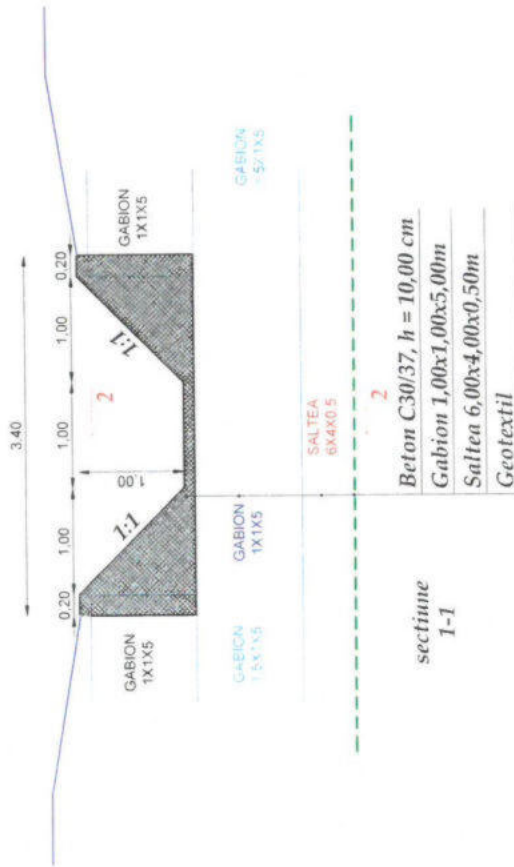 3.40
0.20
1,00
1,00
1,00
0.20
1:1
1,00
2
1:1
GABION
1X1X5
GABION
1X1X5
GABION
1X1X5
GABION
GABION
SALTEA
6X4X0.5
sectiune
1-1
2
Beton C30/37, h = 10,00 cm
Gabion 1,00x1,00x5,00m
Saltea 6,00x4,00x0,50m
Geotextil